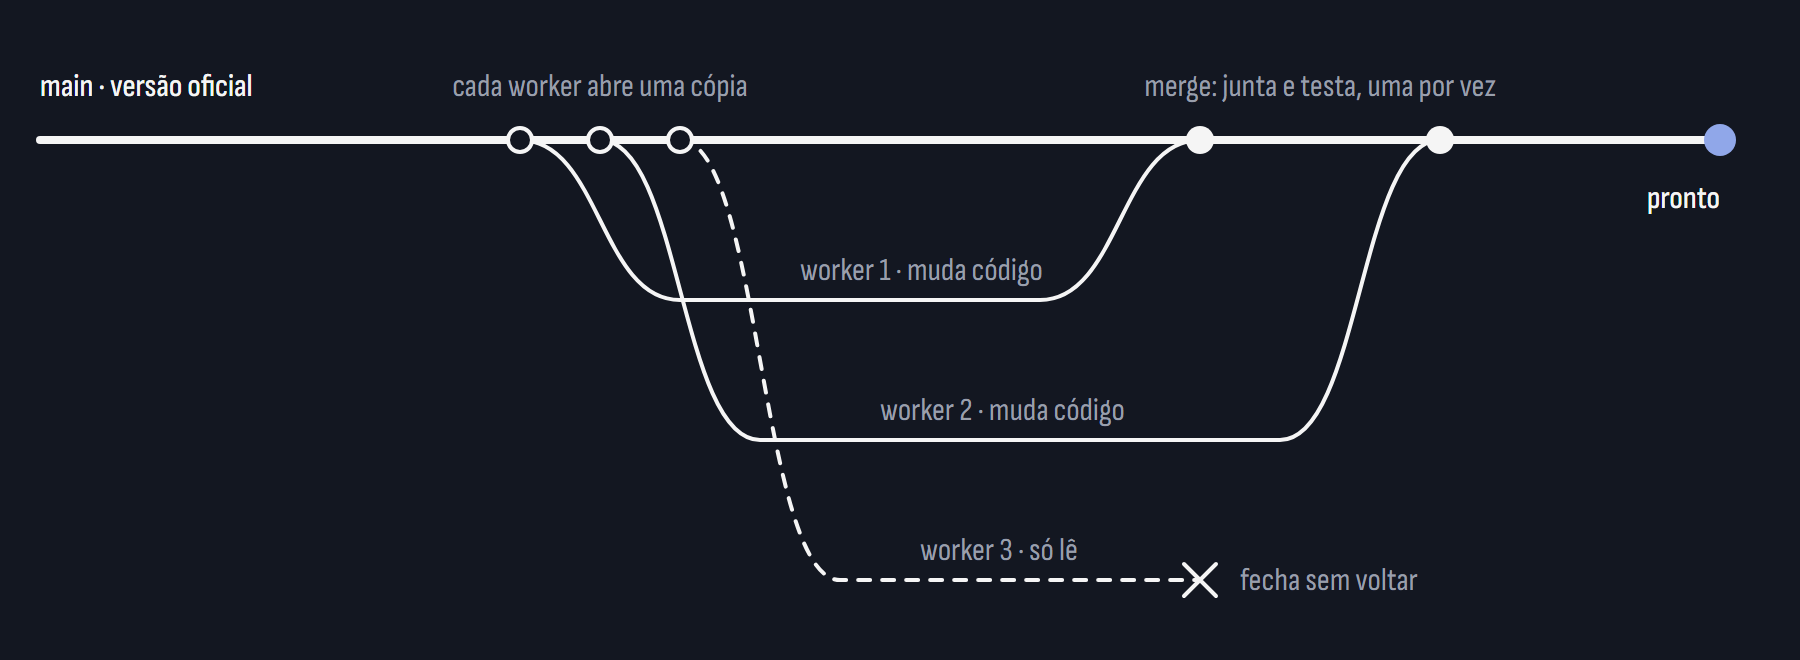 main · versão oficial
cada worker abre uma cópia
merge: junta e testa, uma por vez
pronto
worker 1 · muda código
worker 2 · muda código
worker 3 · só lê
fecha sem voltar